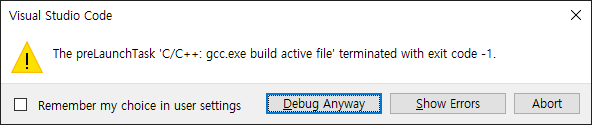 Visual Studio Code
The preLaunchTask 'C/C++: gcc.exe build active file' terminated with exit code -1.
Remember my choice in user settings
Debug Anyway
Show Errors
Abort